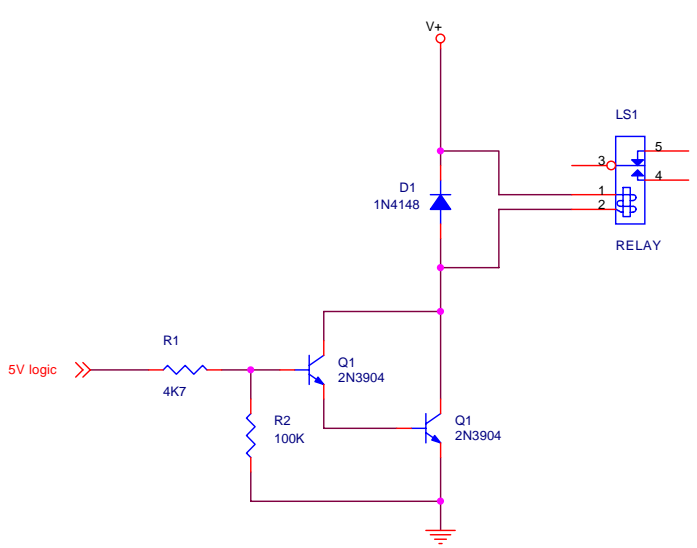 V+
LS1
5
3
4
D1
1N4148
1
2
RELAY
R1
5V logic
4K7
Q1
2N3904
R2
100K
Q1
2N3904